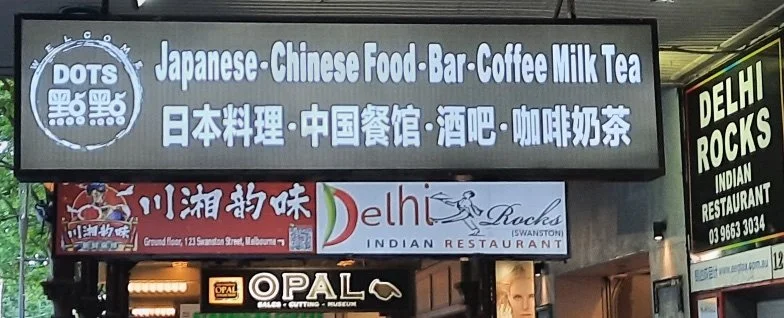 WELCOME
DOTS
點點
Japanese·Chinese Food·Bar·Coffee Milk Tea
日本料理·中国餐馆·酒吧·咖啡奶茶
川湘韵味
川湘韵味
Ground floor, 123 Swanston Street, Melbourne
Delhi Rocks
(SWANSTON)
INDIAN RESTAURANT
DELHI
ROCKS
INDIAN
RESTAURANT
03 9663 3034
OPAL
OPAL
SALES · CUTTING · MUSEUM